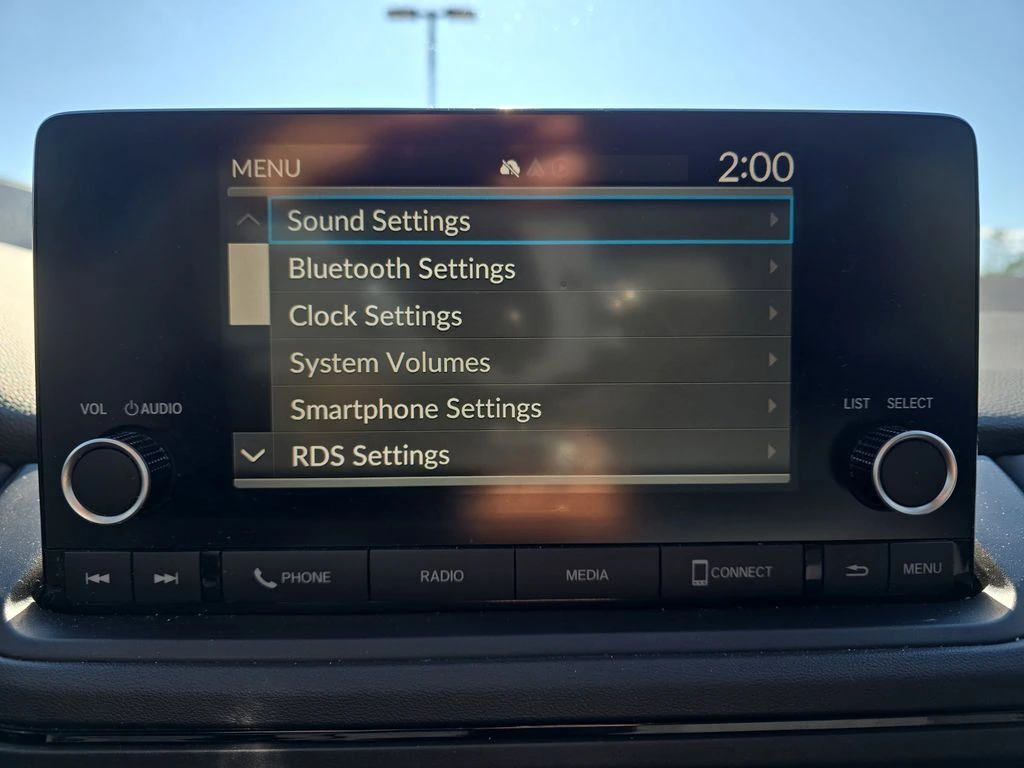 MENU
2:00
Sound Settings
Bluetooth Settings
Clock Settings
System Volumes
Smartphone Settings
RDS Settings
VOL AUDIO
LIST SELECT
PHONE
RADIO
MEDIA
CONNECT
MENU